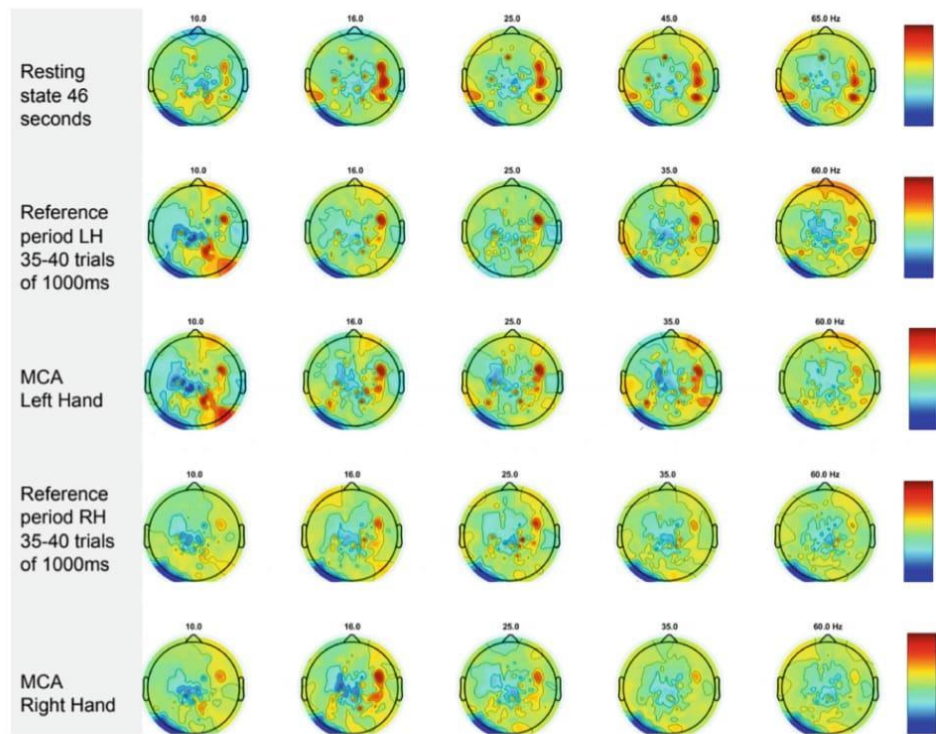 10.0 16.0 25.0 45.0 65.0 Hz
Resting
state 46
seconds
10.0 16.0 25.0 35.0 60.0 Hz
Reference
period LH
35-40 trials
of 1000ms
10.0 16.0 25.0 35.0 60.0 Hz
MCA
Left Hand
10.0 16.0 25.0 35.0 60.0 Hz
Reference
period RH
35-40 trials
of 1000ms
10.0 16.0 25.0 35.0 60.0 Hz
MCA
Right Hand